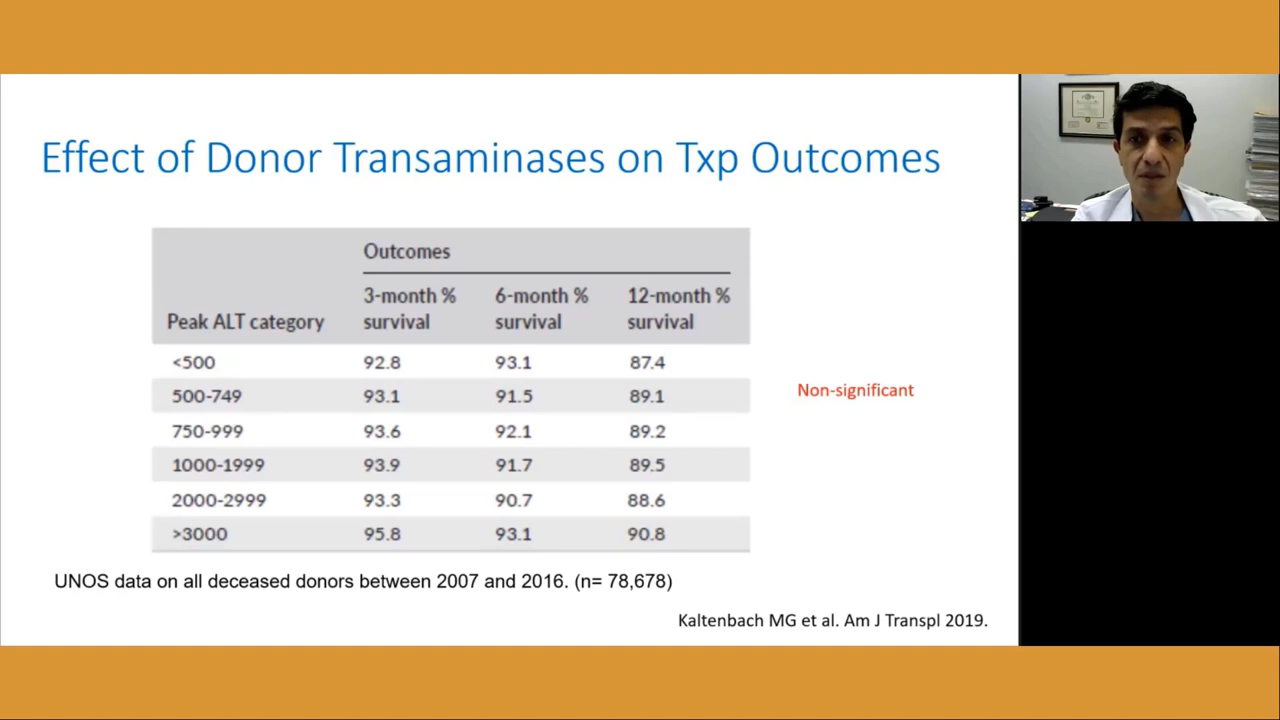 Effect of Donor Transaminases on Txp Outcomes
Outcomes
Peak ALT category 3-month % survival 6-month % survival 12-month % survival
<500 92.8 93.1 87.4
500-749 93.1 91.5 89.1
750-999 93.6 92.1 89.2
1000-1999 93.9 91.7 89.5
2000-2999 93.3 90.7 88.6
>3000 95.8 93.1 90.8
Non-significant
UNOS data on all deceased donors between 2007 and 2016. (n= 78,678)
Kaltenbach MG et al. Am J Transpl 2019.